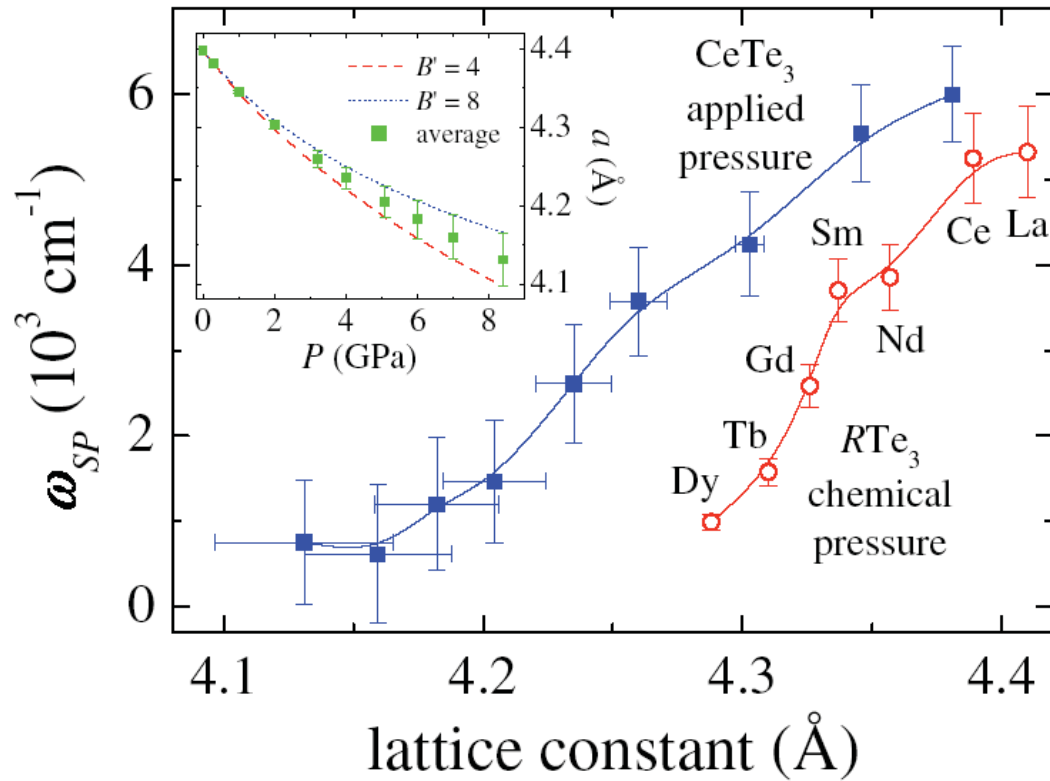 ω_SP (10³ cm⁻¹)
6
4
2
0
4.1
4.2
4.3
4.4
lattice constant (Å)
B' = 4
B' = 8
average
4.4
4.3
4.2
4.1
a (Å)
0
2
4
6
8
P (GPa)
CeTe₃
applied
pressure
Sm
Ce
La
Nd
Gd
Tb
Dy
RTe₃
chemical
pressure